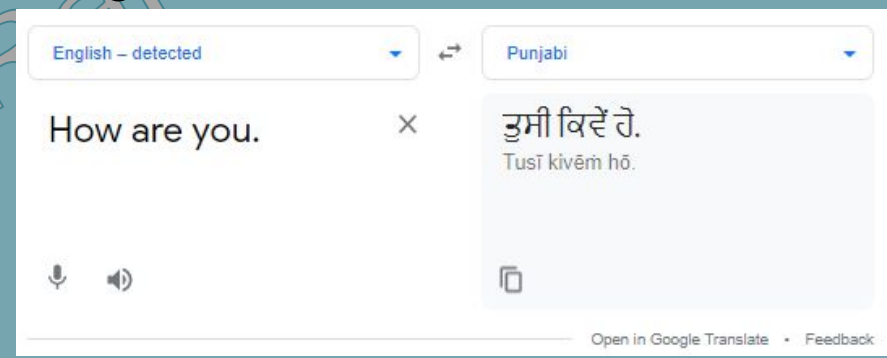 English – detected
Punjabi
How are you.
ਤੁਸੀ ਕਿਵੇਂ ਹੋ.
Tusī kivēṁ hō.
Open in Google Translate • Feedback